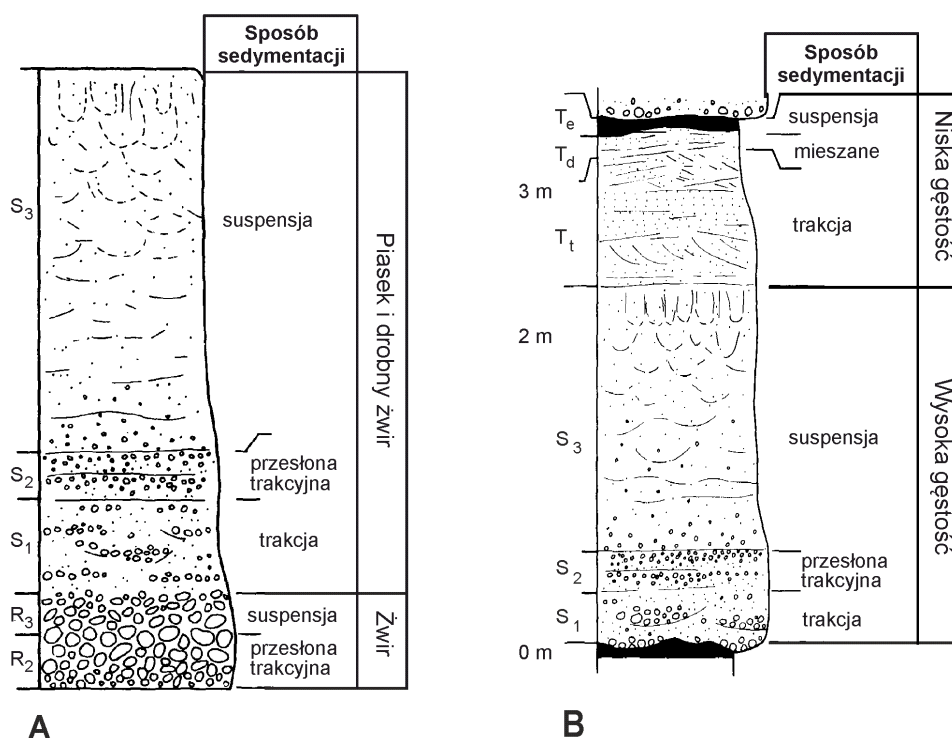 Sposób
sedymentacji
S3
suspensja
S2
przesłona
trakcyjna
S1
trakcja
R3
suspensja
R2
przesłona
trakcyjna
Piasek i drobny żwir
Żwir
A
Sposób
sedymentacji
Te
suspensja
Td
mieszane
3 m
Tt
trakcja
2 m
S3
suspensja
S2
przesłona
trakcyjna
S1
trakcja
0 m
Niska gęstość
Wysoka gęstość
B